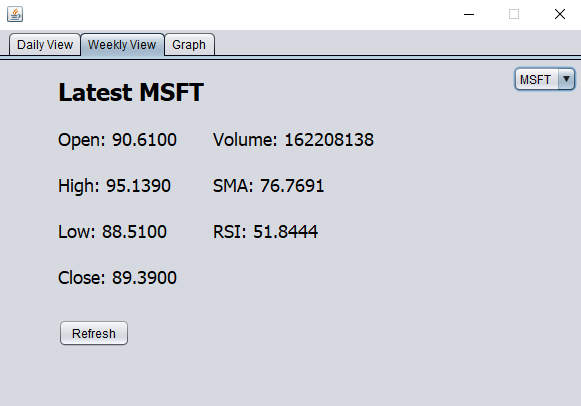 Daily View Weekly View Graph
MSFT
Latest MSFT
Open: 90.6100 Volume: 162208138
High: 95.1390 SMA: 76.7691
Low: 88.5100 RSI: 51.8444
Close: 89.3900
Refresh